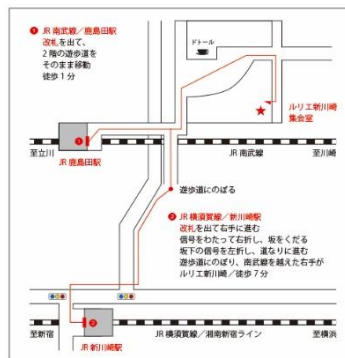 ❶ JR 南武線／鹿島田駅
改札を出て、
2 階の遊歩道を
そのまま移動
徒歩 1 分
ドトール
ルリエ新川崎
集会室
❶
至立川
JR 鹿島田駅
JR 南武線
至川崎
遊歩道にのぼる
❷ JR 横須賀線／新川崎駅
改札を出て右手に進む
信号をわたって右折し、坂をくだる
坂下の信号を左折し、道なりに進む
遊歩道にのぼり、南武線を越えた右手が
ルリエ新川崎／徒歩 7 分
❷
至新宿
JR 新川崎駅
JR 横須賀線／湘南新宿ライン
至横浜